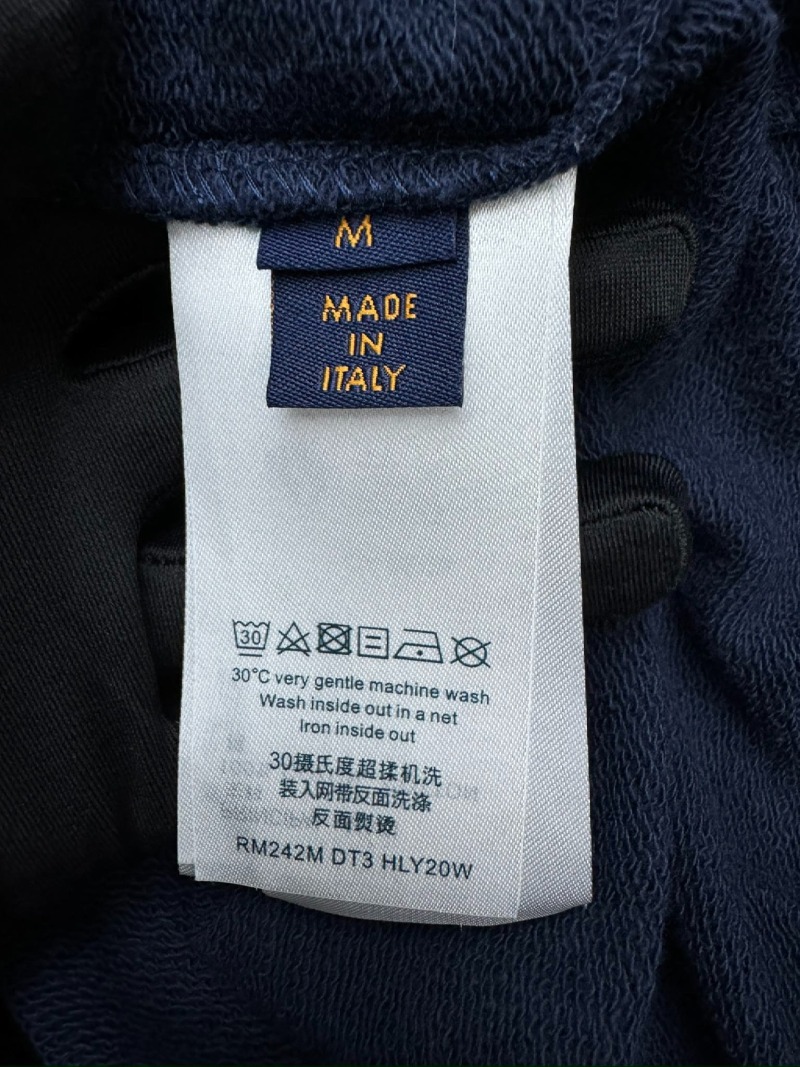 M
MADE
IN
ITALY
30
30°C very gentle machine wash
Wash inside out in a net
Iron inside out
30摄氏度超揉机洗
装入网带反面洗涤
反面熨烫
RM242M DT3 HLY20W